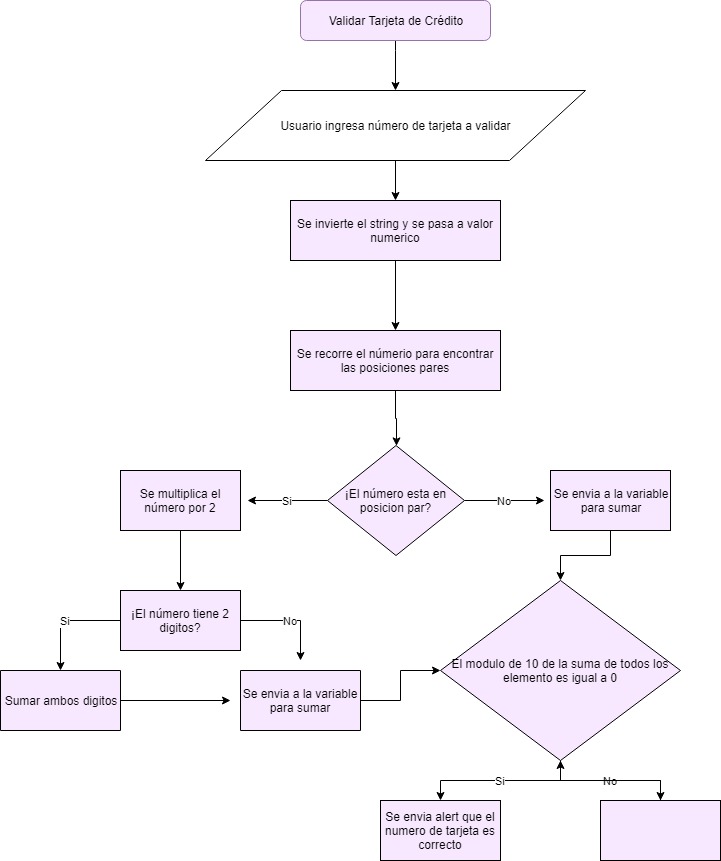 Validar Tarjeta de Crédito
Usuario ingresa número de tarjeta a validar
Se invierte el string y se pasa a valor
numerico
Se recorre el númerio para encontrar
las posiciones pares
¡El número esta en
posicion par?
Si
No
Se multiplica el
número por 2
Se envia a la variable
para sumar
¡El número tiene 2
digitos?
Si
No
Sumar ambos digitos
Se envia a la variable
para sumar
El modulo de 10 de la suma de todos los
elemento es igual a 0
Si
No
Se envia alert que el
numero de tarjeta es
correcto